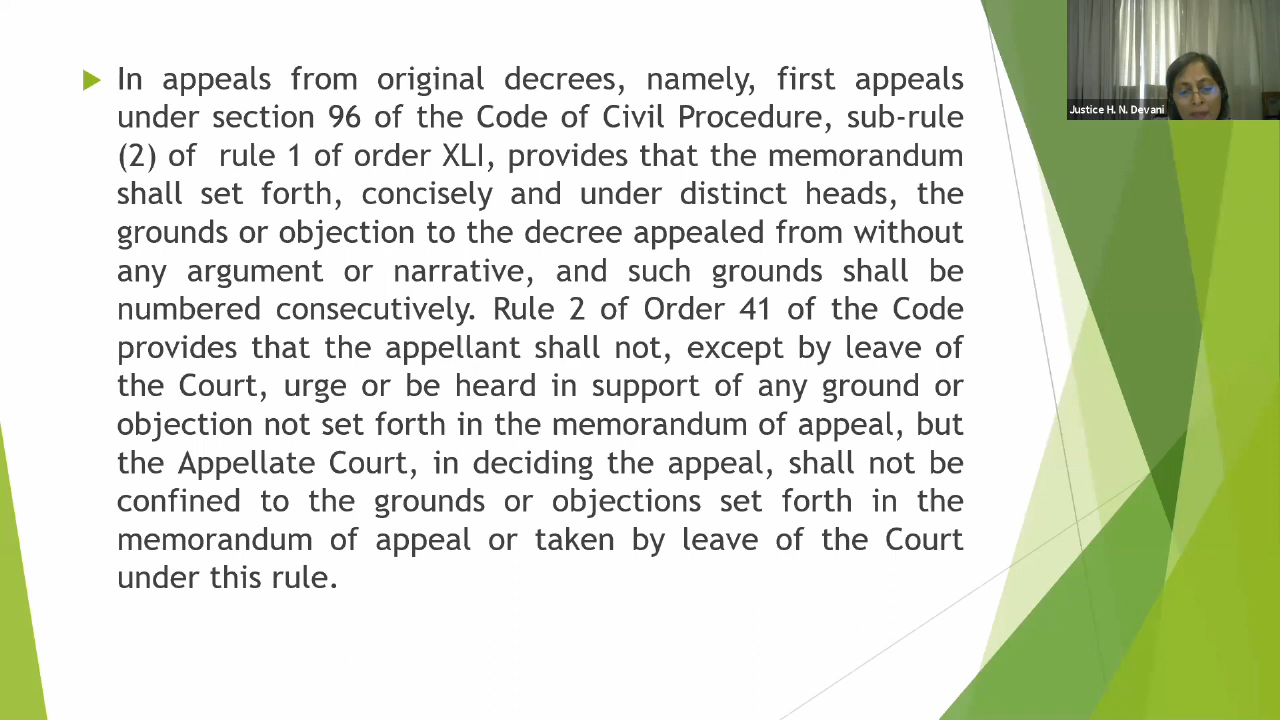 In appeals from original decrees, namely, first appeals
under section 96 of the Code of Civil Procedure, sub-rule
(2) of rule 1 of order XLI, provides that the memorandum
shall set forth, concisely and under distinct heads, the
grounds or objection to the decree appealed from without
any argument or narrative, and such grounds shall be
numbered consecutively. Rule 2 of Order 41 of the Code
provides that the appellant shall not, except by leave of
the Court, urge or be heard in support of any ground or
objection not set forth in the memorandum of appeal, but
the Appellate Court, in deciding the appeal, shall not be
confined to the grounds or objections set forth in the
memorandum of appeal or taken by leave of the Court
under this rule.
Justice H. N. Devani